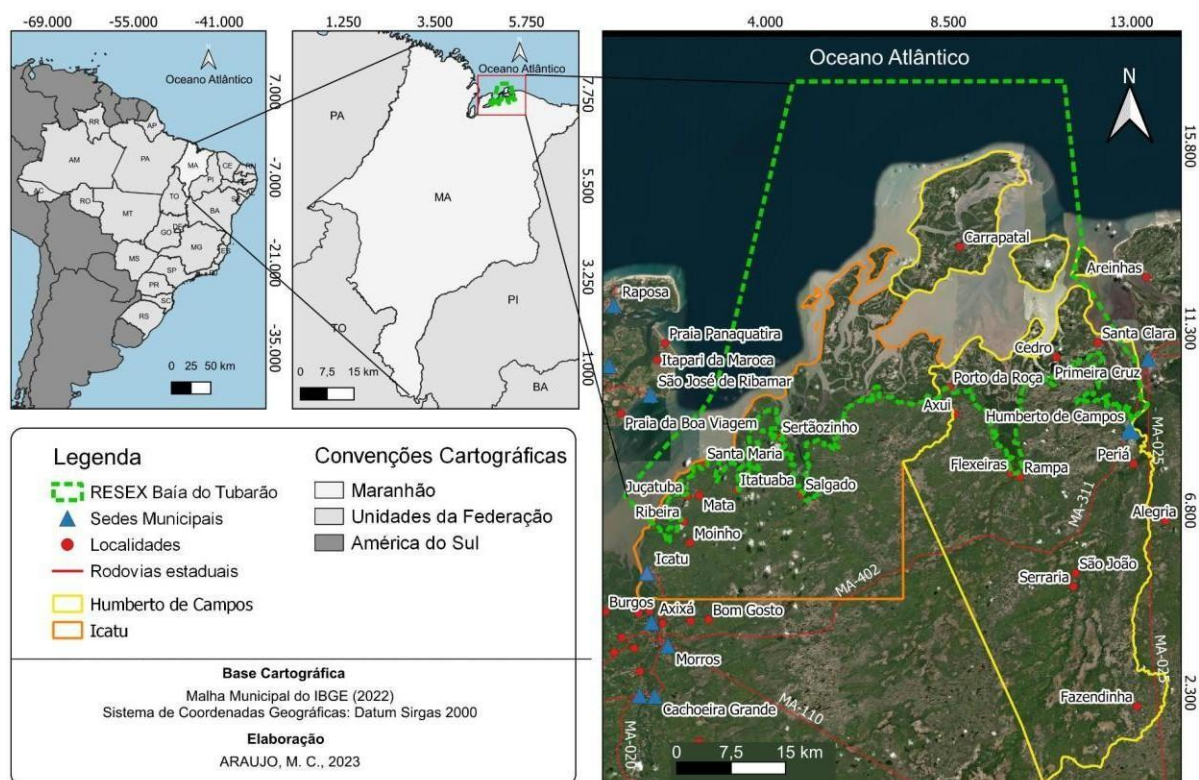 -69.000
-55.000
-41.000
N
Oceano Atlântico
7.000
-7.000
-21.000
-35.000
RR
AP
AM
PA
MA
CE
RN
PI
AC
TO
RO
BA
MT
DF
GO
MG
MS
SP
PR
SC
RS
0 25 50 km
1.250
3.500
5.750
N
Oceano Atlântico
7.750
5.500
3.250
1.000
PA
MA
PI
TO
BA
0 7,5 15 km
4.000
8.500
13.000
Oceano Atlântico
N
15.800
11.300
6.800
2.300
Carrapatal
Areinhas
Raposa
Praia Panaquatira
Santa Clara
Itapari da Maroca
Cedro
São José de Ribamar
Porto da Roça
Primeira Cruz
Praia da Boa Viagem
Axui
Humberto de Campos
MA-025
Sertãozinho
Santa Maria
Periá
Juçatuba
Itatuaba
Salgado
Flexeiras
Rampa
Mata
Ribeira
MA-311
Alegria
Moinho
Icatu
MA-402
São João
Serraria
Burgos
Axixá
Bom Gosto
Morros
MA-025
Cachoeira Grande
MA-110
Fazendinha
MA-020
0 7,5 15 km
Legenda
RESEX Baía do Tubarão
Sedes Municipais
Localidades
Rodovias estaduais
Humberto de Campos
Icatu
Convenções Cartográficas
Maranhão
Unidades da Federação
América do Sul
Base Cartográfica
Malha Municipal do IBGE (2022)
Sistema de Coordenadas Geográficas: Datum Sirgas 2000
Elaboração
ARAUJO, M. C., 2023